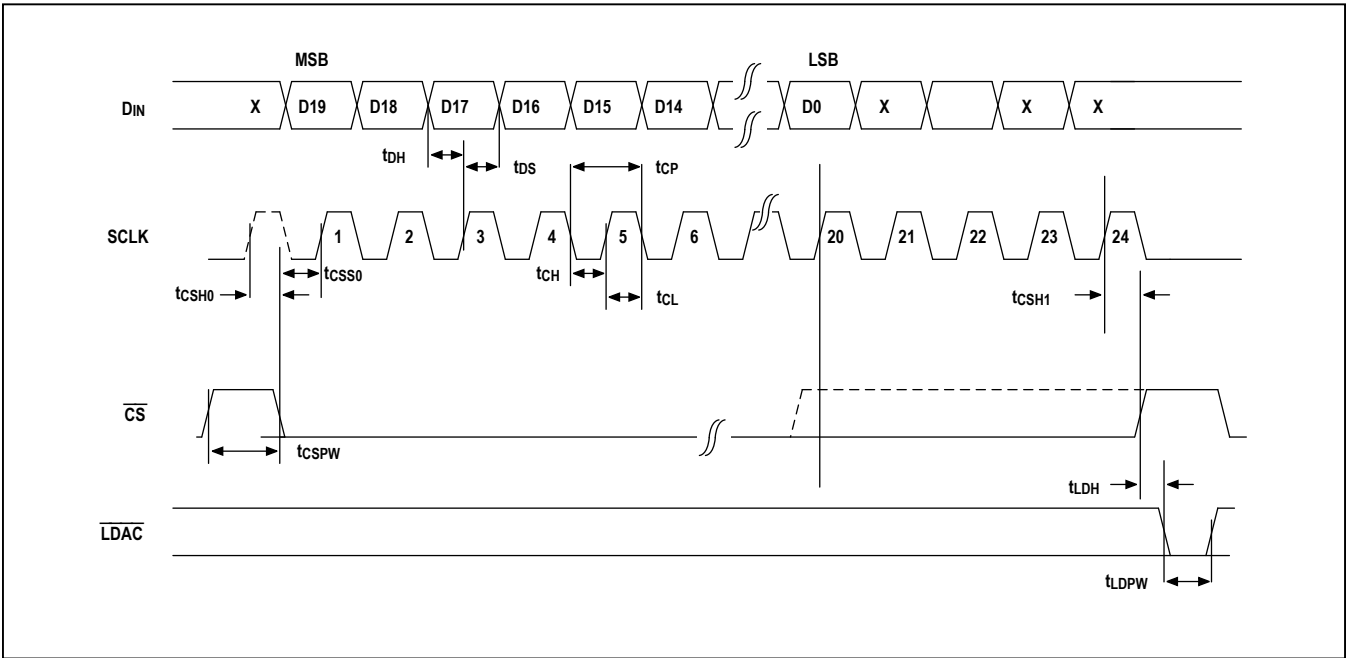 MSB LSB
DIN X D19 D18 D17 D16 D15 D14 D0 X X X
tDH tDS tCP
SCLK 1 2 3 4 5 6 20 21 22 23 24
tCSS0 tCH
tCSH0 tCL tCSH1
CS
tCSPW
tLDH
LDAC
tLDPW